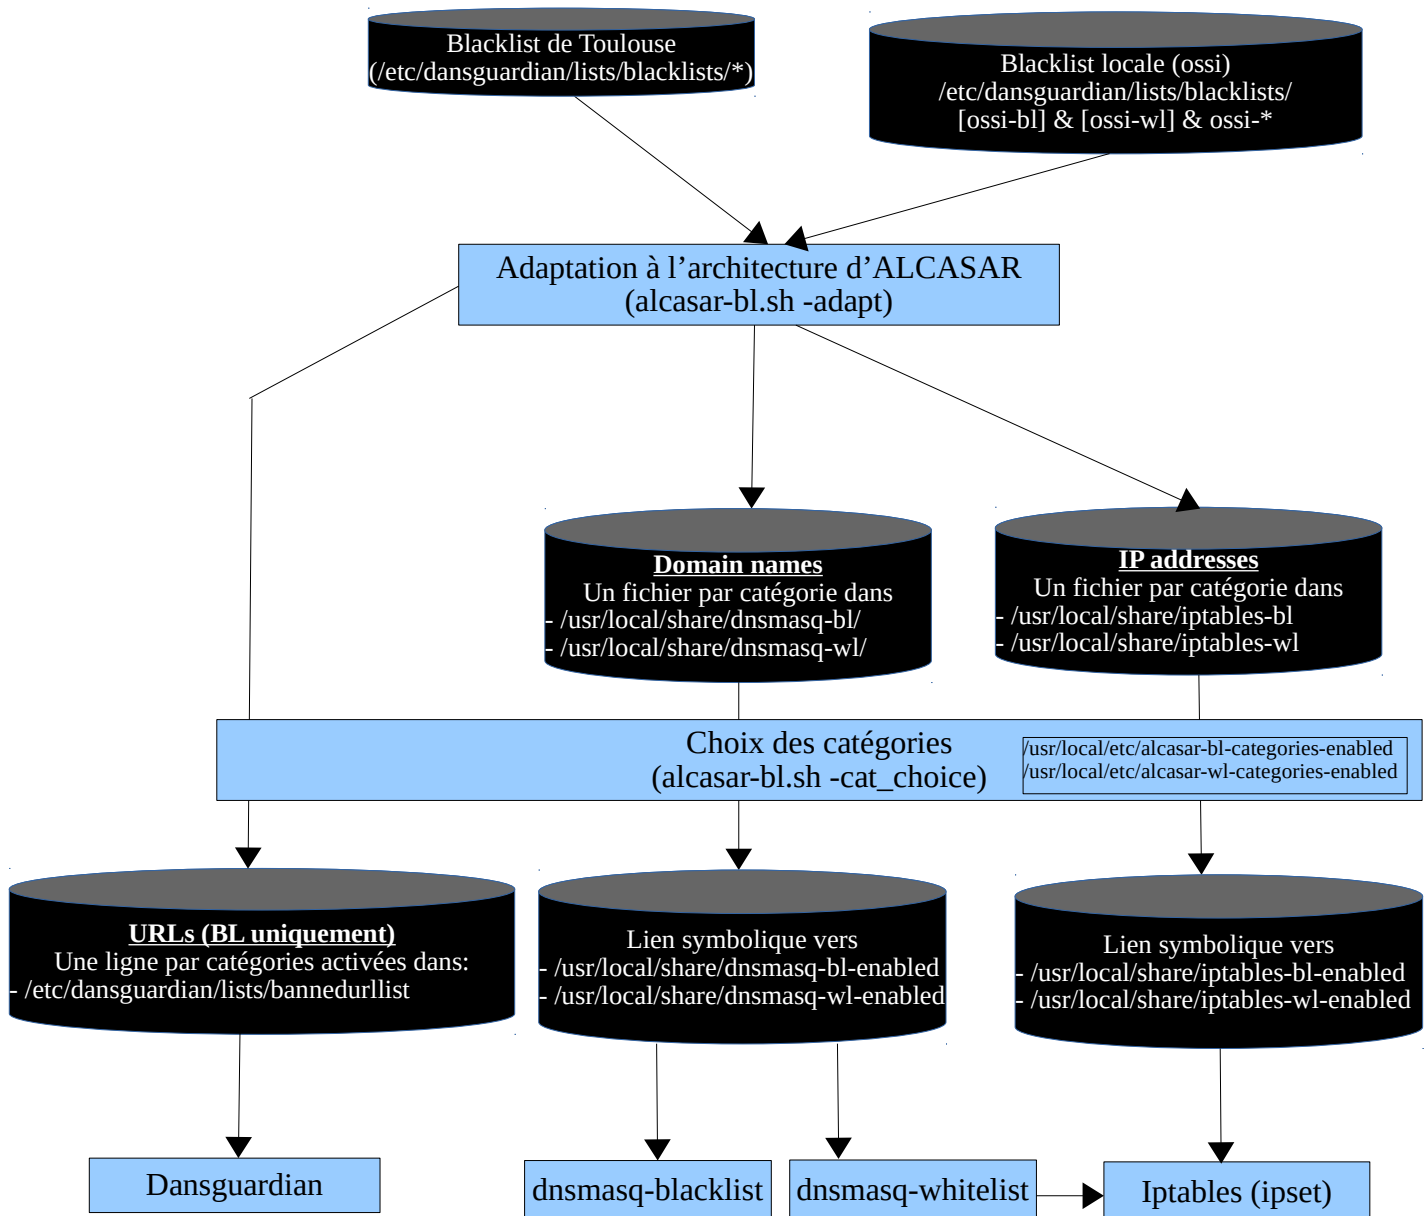 Blacklist de Toulouse
(/etc/dansguardian/lists/blacklists/*)
Blacklist locale (ossi)
/etc/dansguardian/lists/blacklists/
[ossi-bl] & [ossi-wl] & ossi-*
Adaptation à l’architecture d’ALCASAR
(alcasar-bl.sh -adapt)
Domain names
Un fichier par catégorie dans
- /usr/local/share/dnsmasq-bl/
- /usr/local/share/dnsmasq-wl/
IP addresses
Un fichier par catégorie dans
- /usr/local/share/iptables-bl
- /usr/local/share/iptables-wl
Choix des catégories
(alcasar-bl.sh -cat_choice)
/usr/local/etc/alcasar-bl-categories-enabled
/usr/local/etc/alcasar-wl-categories-enabled
URLs (BL uniquement)
Une ligne par catégories activées dans:
- /etc/dansguardian/lists/bannedurllist
Lien symbolique vers
- /usr/local/share/dnsmasq-bl-enabled
- /usr/local/share/dnsmasq-wl-enabled
Lien symbolique vers
- /usr/local/share/iptables-bl-enabled
- /usr/local/share/iptables-wl-enabled
Dansguardian
dnsmasq-blacklist
dnsmasq-whitelist
Iptables (ipset)